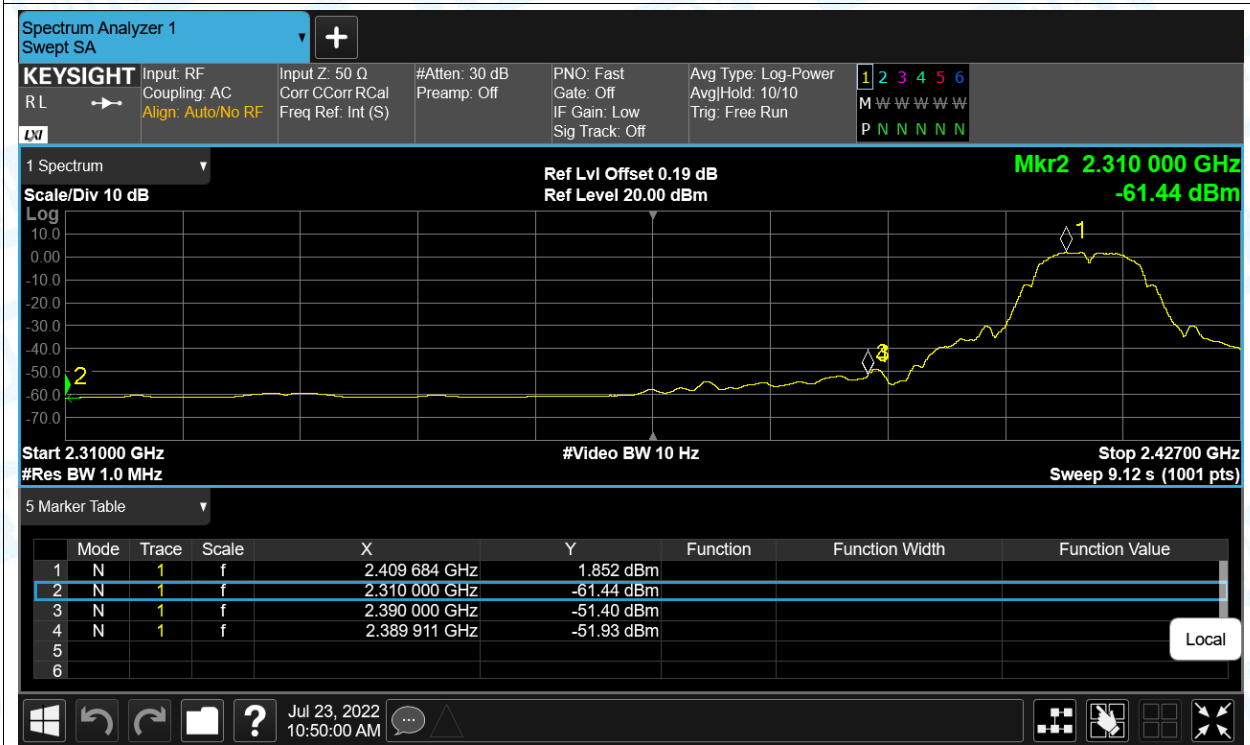 Spectrum Analyzer 1
Swept SA
KEYSIGHT
R L
LXI
Input: RF
Coupling: AC
Align: Auto/No RF
Input Z: 50 Ω
Corr CCorr RCal
Freq Ref: Int (S)
#Atten: 30 dB
Preamp: Off
PNO: Fast
Gate: Off
IF Gain: Low
Sig Track: Off
Avg Type: Log-Power
Avg|Hold: 10/10
Trig: Free Run
1 2 3 4 5 6
M W W W W W W
P N N N N N
1 Spectrum
Scale/Div 10 dB
Ref Lvl Offset 0.19 dB
Ref Level 20.00 dBm
Mkr2 2.310 000 GHz
-61.44 dBm
Log
10.0
0.00
-10.0
-20.0
-30.0
-40.0
-50.0
-60.0
-70.0
1
2
Start 2.31000 GHz
#Video BW 10 Hz
Stop 2.42700 GHz
#Res BW 1.0 MHz
Sweep 9.12 s (1001 pts)
5 Marker Table
Mode Trace Scale X Y Function Function Width Function Value
1 N 1 f 2.409 684 GHz 1.852 dBm
2 N 1 f 2.310 000 GHz -61.44 dBm
3 N 1 f 2.390 000 GHz -51.40 dBm
4 N 1 f 2.389 911 GHz -51.93 dBm
5
6
Local
?
Jul 23, 2022
10:50:00 AM